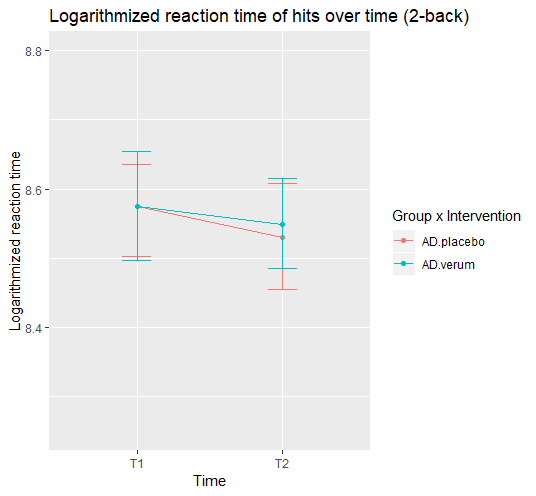 Logarithmized reaction time of hits over time (2-back)
Logarithmized reaction time
8.8
8.6
8.4
T1
T2
Time
Group x Intervention
AD.placebo
AD.verum